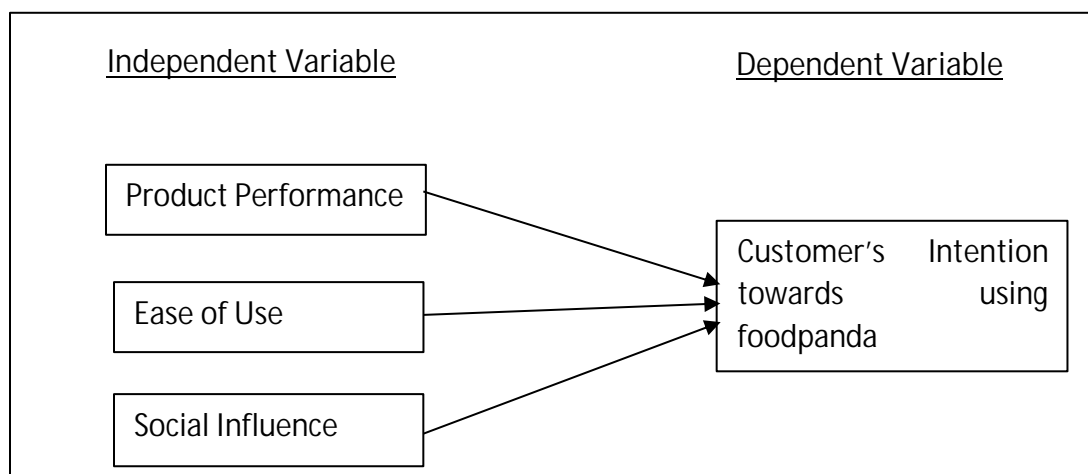 Independent Variable
Dependent Variable
Product Performance
Ease of Use
Social Influence
Customer's Intention
towards using
foodpanda